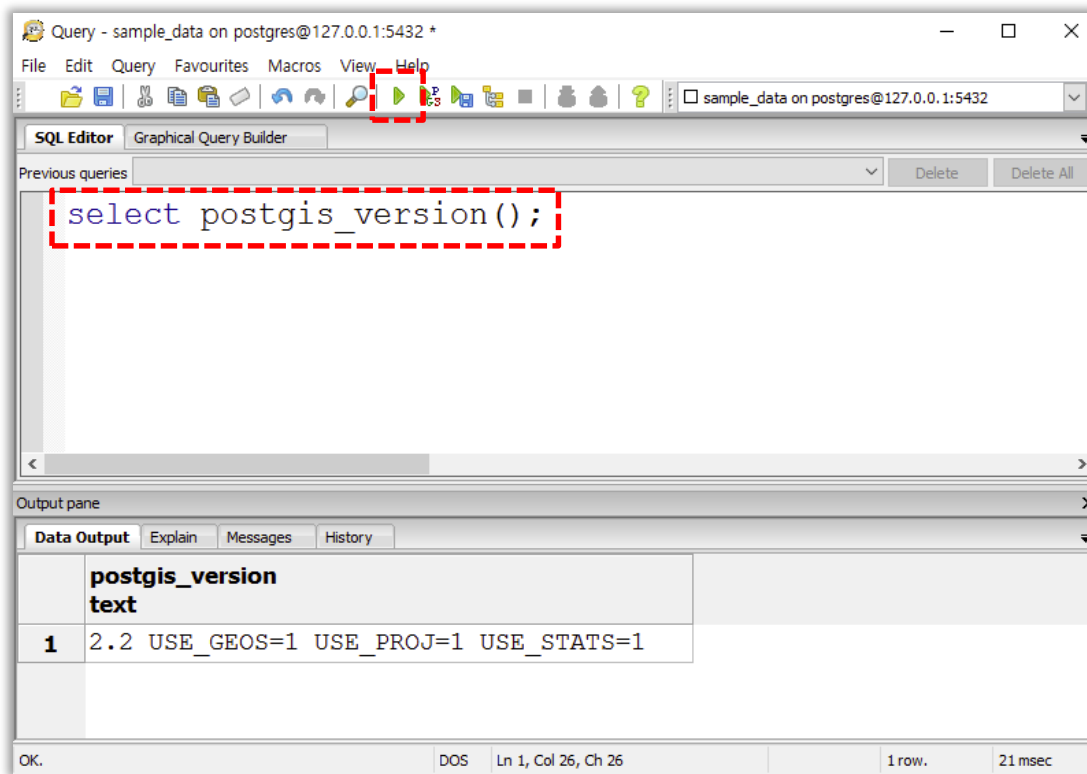 Query - sample_data on postgres@127.0.0.1:5432 *
File Edit Query Favourites Macros View Help
sample_data on postgres@127.0.0.1:5432
SQL Editor Graphical Query Builder
Previous queries Delete Delete All
select postgis_version();
Output pane
Data Output Explain Messages History
postgis_version
text
1 2.2 USE_GEOS=1 USE_PROJ=1 USE_STATS=1
OK. DOS Ln 1, Col 26, Ch 26 1 row. 21 msec